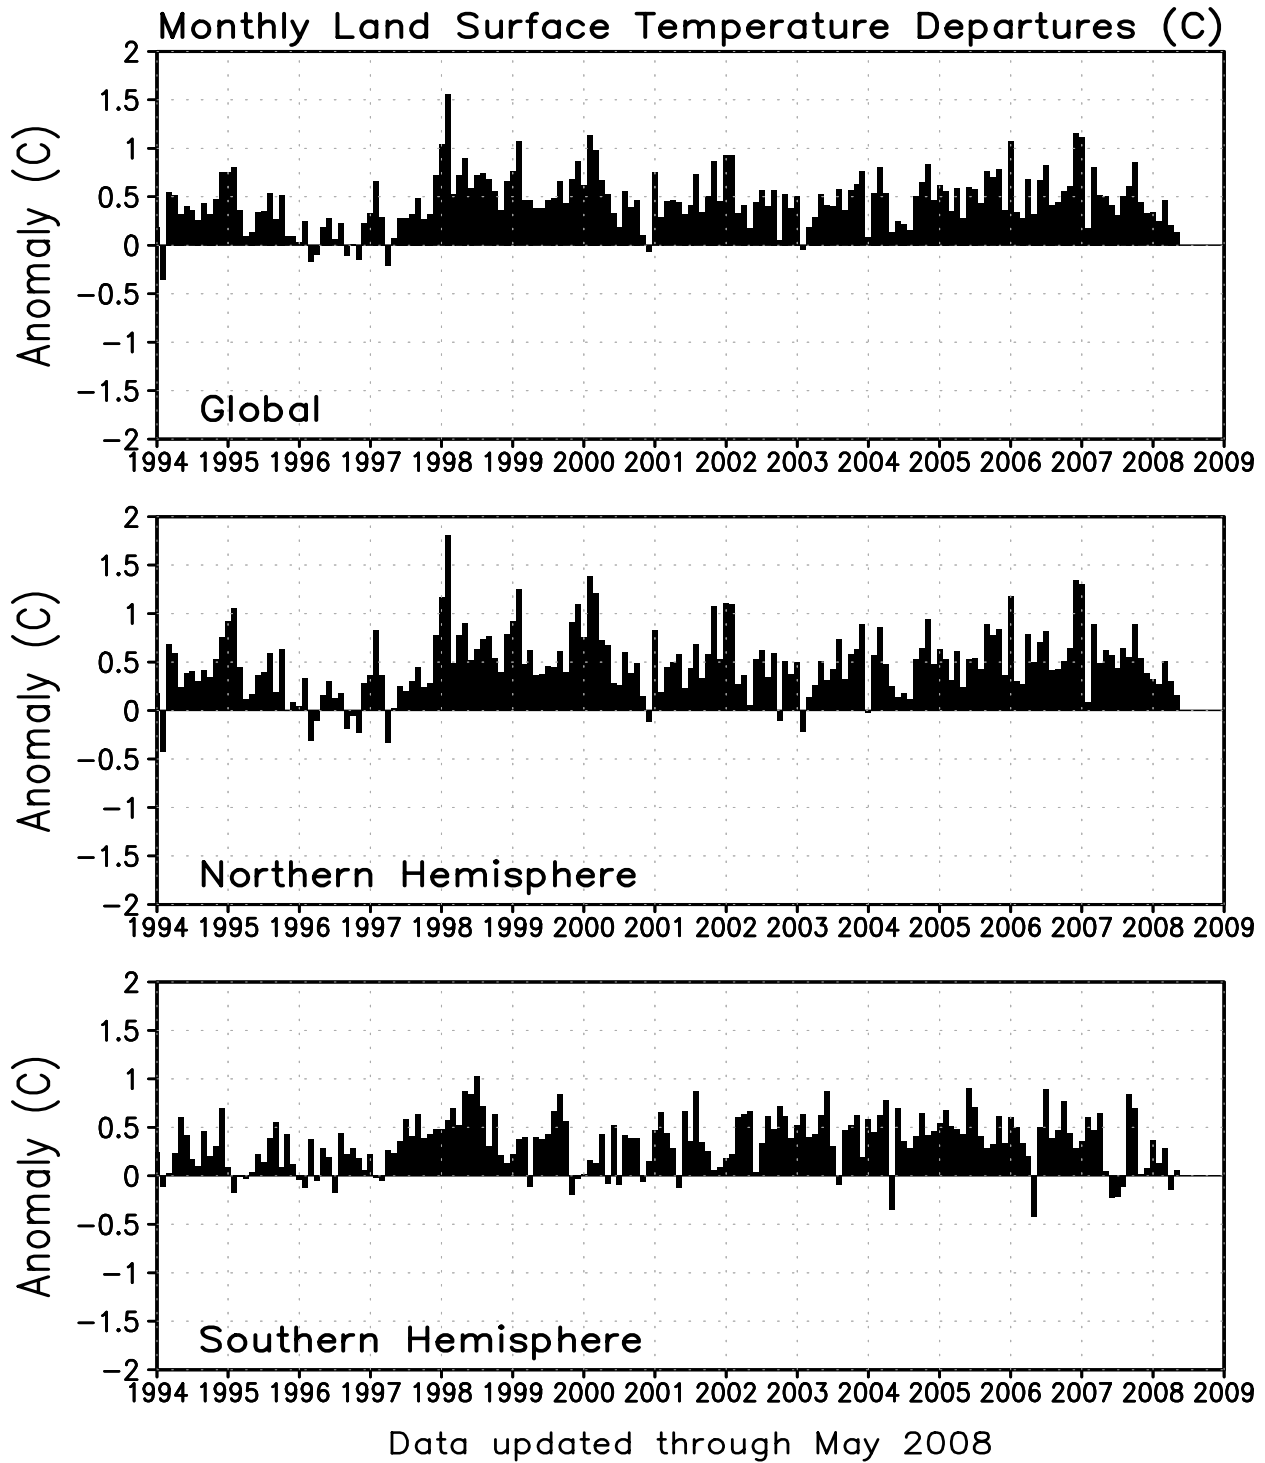 Monthly Land Surface Temperature Departures (C)
Anomaly (C)
2
1.5
1
0.5
0
−0.5
−1
−1.5
−2
Global
1994 1995 1996 1997 1998 1999 2000 2001 2002 2003 2004 2005 2006 2007 2008 2009
Anomaly (C)
2
1.5
1
0.5
0
−0.5
−1
−1.5
−2
Northern Hemisphere
1994 1995 1996 1997 1998 1999 2000 2001 2002 2003 2004 2005 2006 2007 2008 2009
Anomaly (C)
2
1.5
1
0.5
0
−0.5
−1
−1.5
−2
Southern Hemisphere
1994 1995 1996 1997 1998 1999 2000 2001 2002 2003 2004 2005 2006 2007 2008 2009
Data updated through May 2008